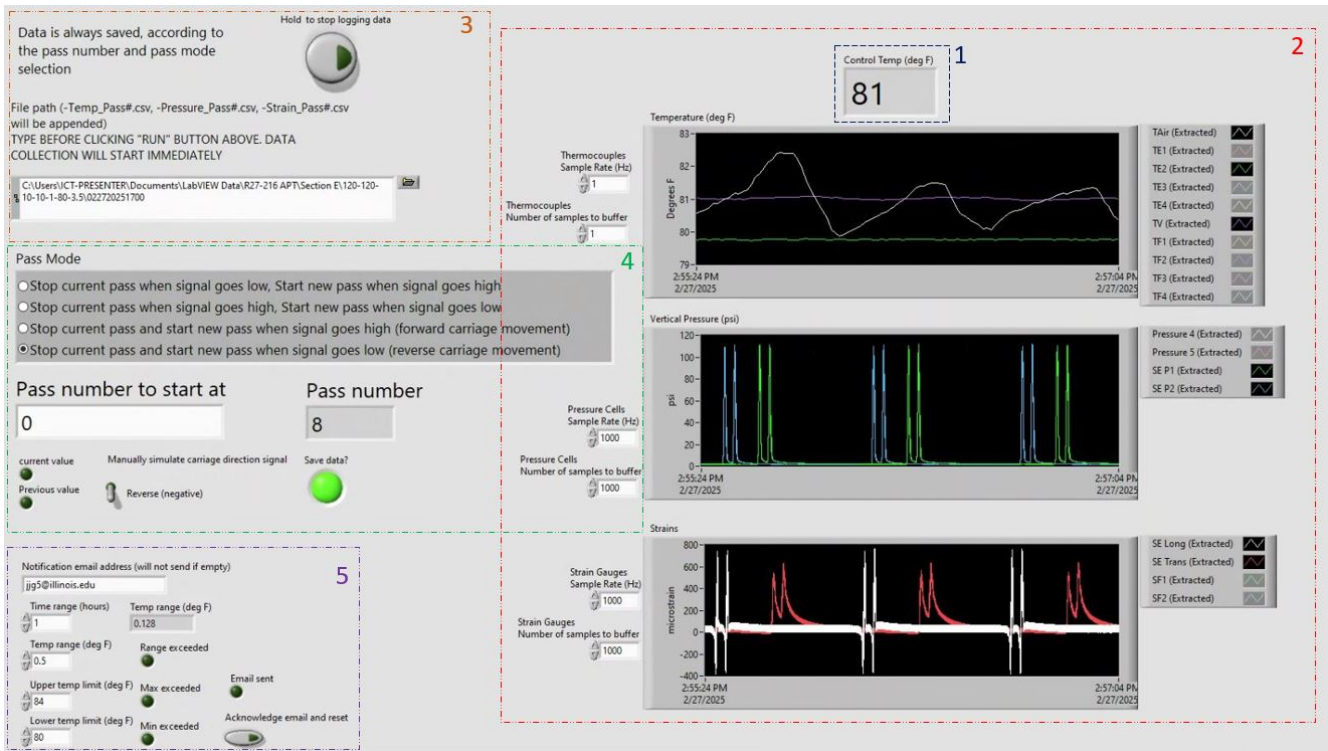 3
Data is always saved, according to
the pass number and pass mode
selection
Hold to stop logging data
File path (-Temp_Pass#.csv, -Pressure_Pass#.csv, -Strain_Pass#.csv
will be appended)
TYPE BEFORE CLICKING "RUN" BUTTON ABOVE. DATA
COLLECTION WILL START IMMEDIATELY
C:\Users\ICT-PRESENTER\Documents\LabVIEW Data\R27-216 APT\Section E\120-120-
10-10-1-80-3.5\022720251700
4
Pass Mode
Stop current pass when signal goes low, Start new pass when signal goes high
Stop current pass when signal goes high, Start new pass when signal goes low
Stop current pass and start new pass when signal goes high (forward carriage movement)
Stop current pass and start new pass when signal goes low (reverse carriage movement)
Pass number to start at
0
Pass number
8
current value
Previous value
Manually simulate carriage direction signal
Reverse (negative)
Save data?
5
Notification email address (will not send if empty)
jjg5@illinois.edu
Time range (hours)
1
Temp range (deg F)
0.128
Temp range (deg F)
0.5
Range exceeded
Upper temp limit (deg F)
84
Max exceeded
Email sent
Lower temp limit (deg F)
80
Min exceeded
Acknowledge email and reset
2
1
Control Temp (deg F)
81
Temperature (deg F)
Thermocouples
Sample Rate (Hz)
1
Thermocouples
Number of samples to buffer
1
Degrees F
83
82
81
80
79
2:55:24 PM
2/27/2025
2:57:04 PM
2/27/2025
TAir (Extracted)
TE1 (Extracted)
TE2 (Extracted)
TE3 (Extracted)
TE4 (Extracted)
TV (Extracted)
TF1 (Extracted)
TF2 (Extracted)
TF3 (Extracted)
TF4 (Extracted)
Vertical Pressure (psi)
Pressure Cells
Sample Rate (Hz)
1000
Pressure Cells
Number of samples to buffer
1000
psi
120
100
80
60
40
20
0
2:55:24 PM
2/27/2025
2:57:04 PM
2/27/2025
Pressure 4 (Extracted)
Pressure 5 (Extracted)
SE P1 (Extracted)
SE P2 (Extracted)
Strains
Strain Gauges
Sample Rate (Hz)
1000
Strain Gauges
Number of samples to buffer
1000
microstrain
800
600
400
200
0
-200
-400
2:55:24 PM
2/27/2025
2:57:04 PM
2/27/2025
SE Long (Extracted)
SE Trans (Extracted)
SF1 (Extracted)
SF2 (Extracted)